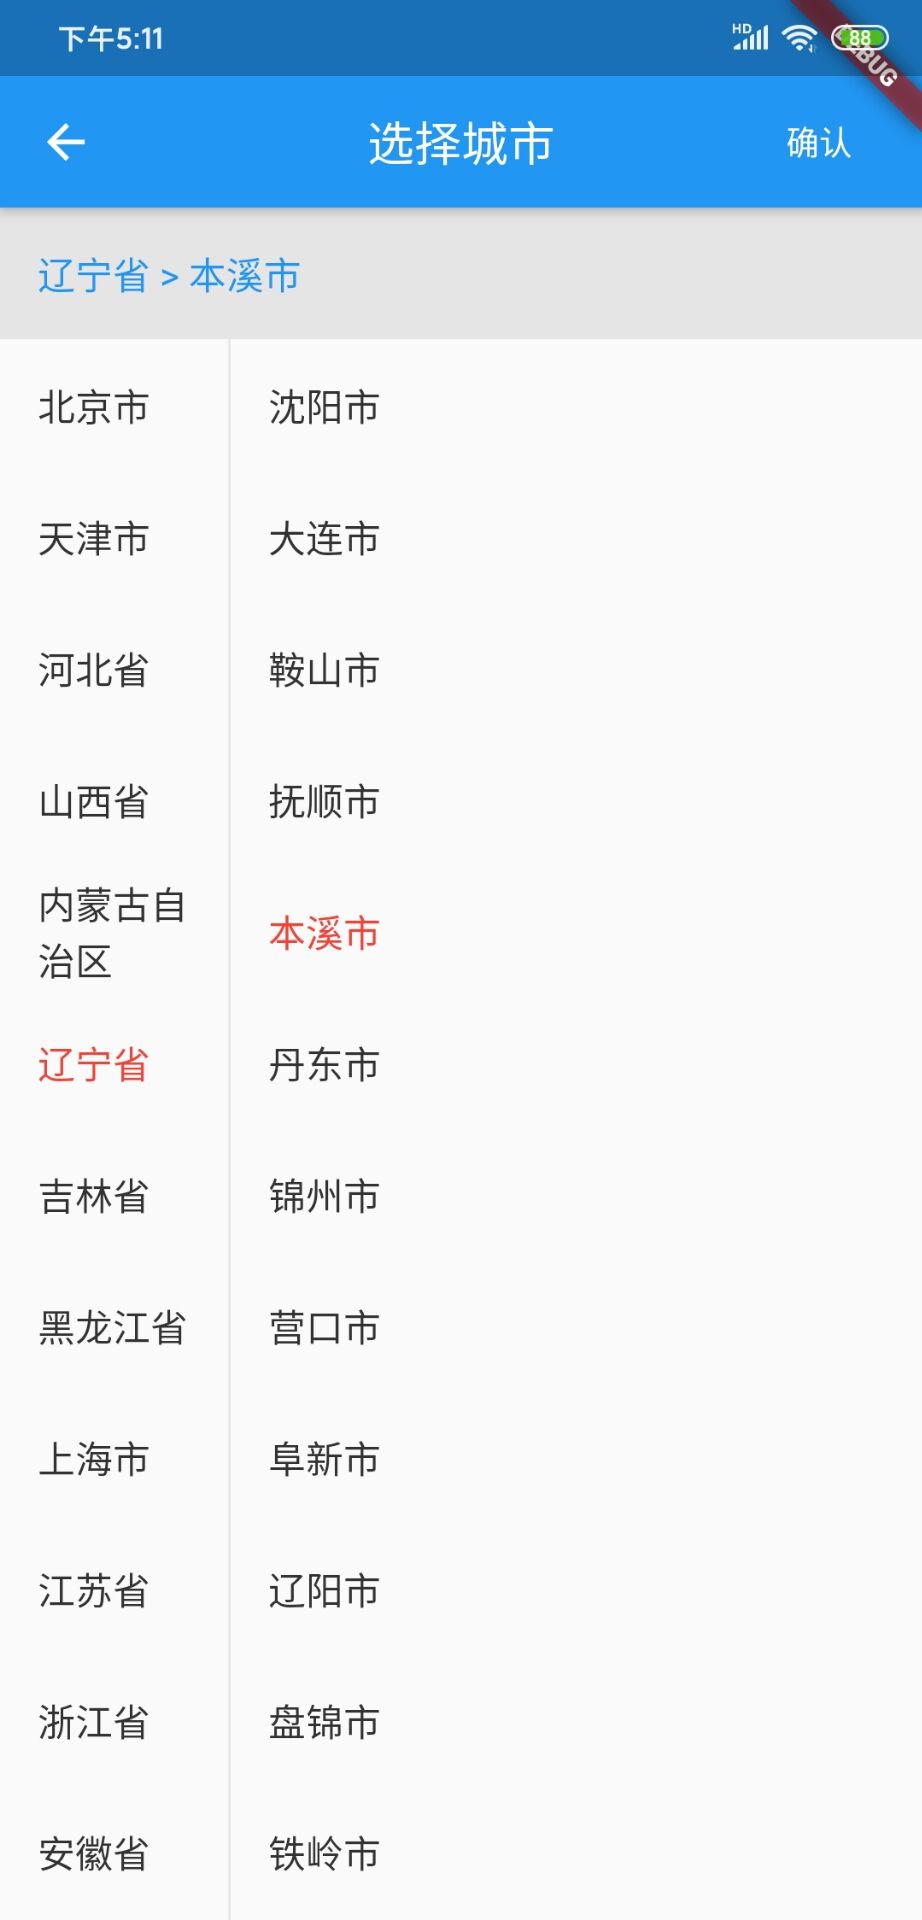 下午5:11
HD
88
选择城市
确认
辽宁省 > 本溪市
北京市
天津市
河北省
山西省
内蒙古自
治区
辽宁省
吉林省
黑龙江省
上海市
江苏省
浙江省
安徽省
沈阳市
大连市
鞍山市
抚顺市
本溪市
丹东市
锦州市
营口市
阜新市
辽阳市
盘锦市
铁岭市